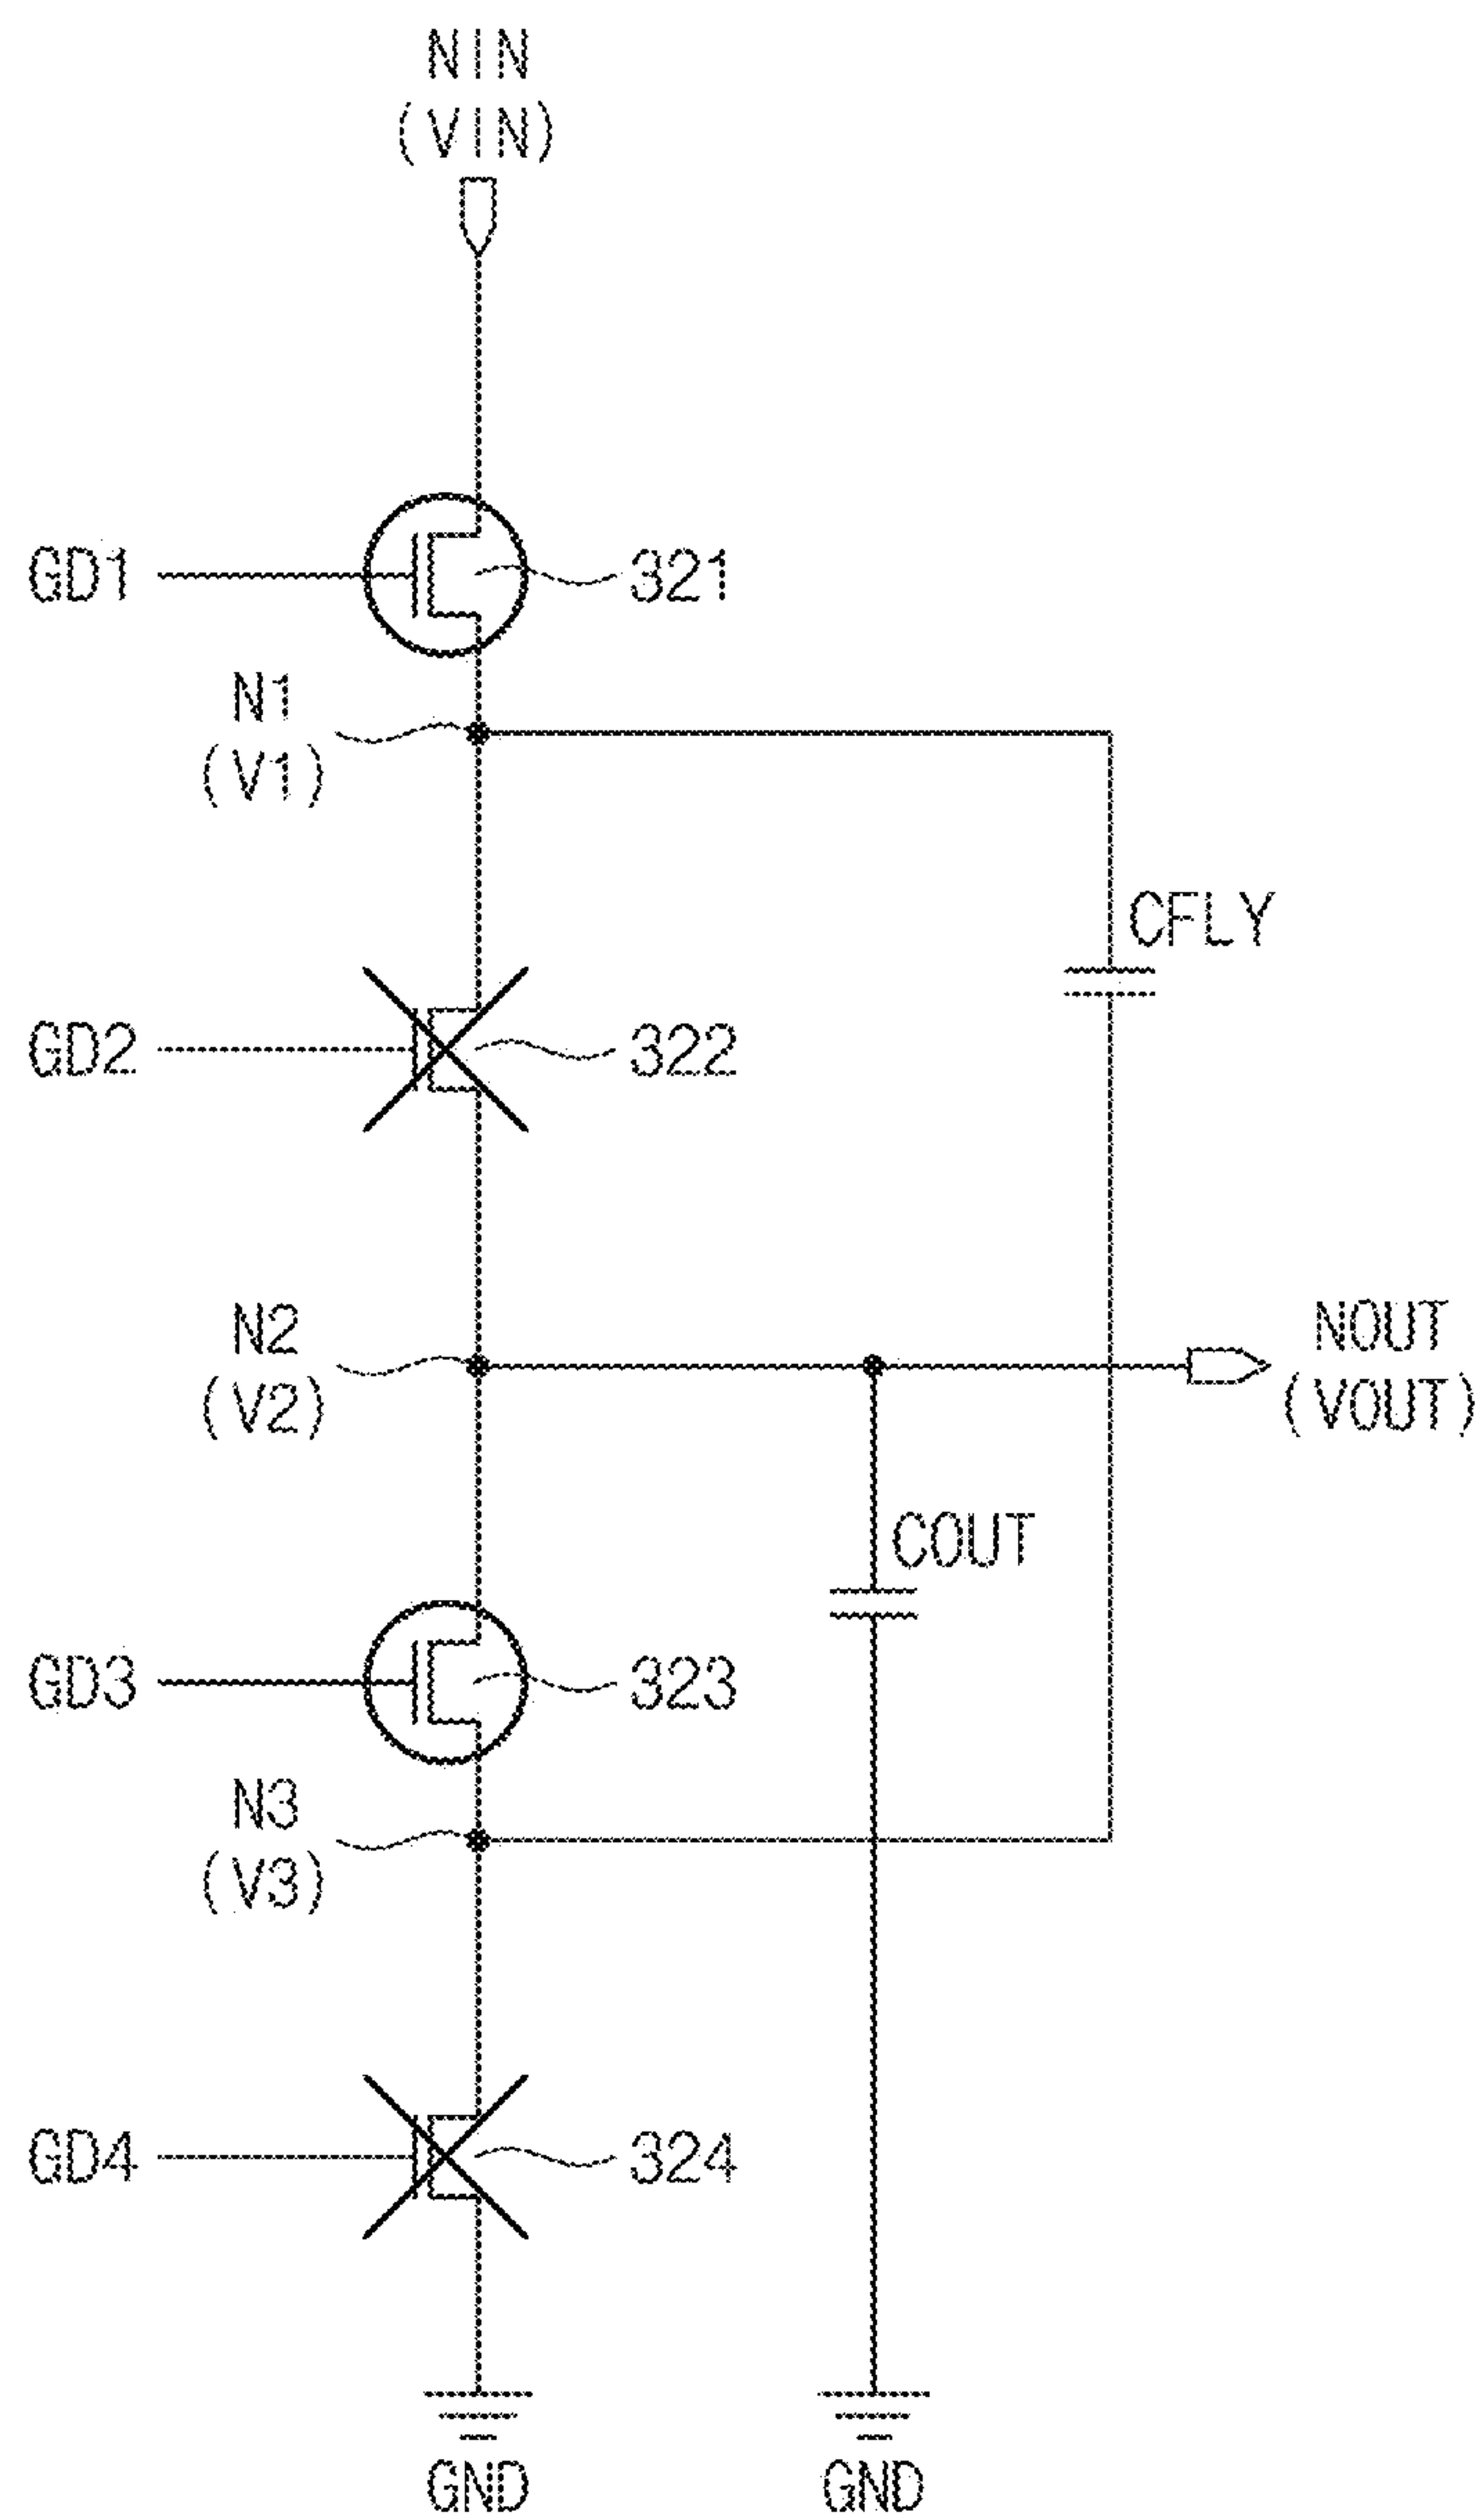 NIN
(VIN)
GD1
321
N1
(V1)
CFLY
GD2
322
N2
(V2)
NOUT
(VOUT)
COUT
GD3
323
N3
(V3)
GD4
324
GND
GND